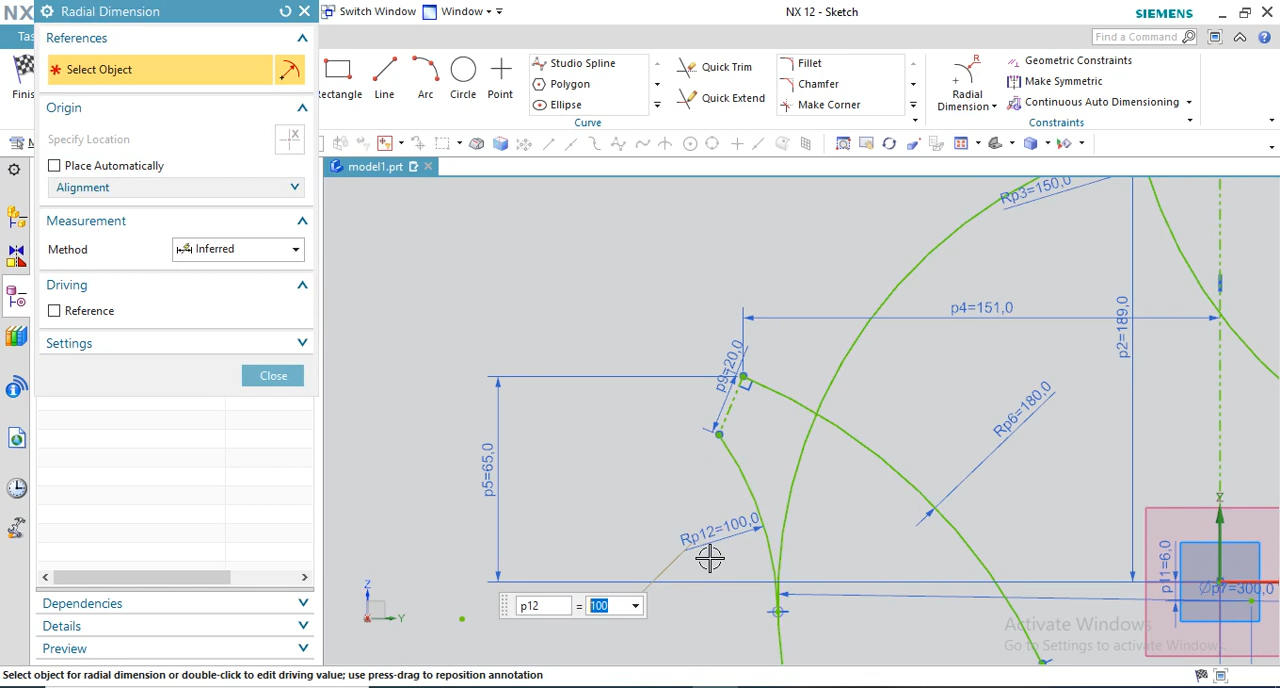 NX
Radial Dimension
Switch Window
Window
NX 12 - Sketch
SIEMENS
Tas
References
Find a Command
Select Object
Finis
ectangle
Line
Arc
Circle
Point
Studio Spline
Polygon
Ellipse
Curve
Quick Trim
Quick Extend
Fillet
Chamfer
Make Corner
Radial
Dimension
Geometric Constraints
Make Symmetric
Continuous Auto Dimensioning
Constraints
Origin
Specify Location
M
model1.prt
Place Automatically
Alignment
Measurement
Method
Inferred
Driving
Reference
Settings
Close
Rp3=150,0
p4=151,0
p2=189,0
p9=20,0
Rp6=180,0
p5=65,0
Rp12=100,0
Z
p11=6,0
∅p7=300,0
Z
Y
p12
=
100
Dependencies
Details
Preview
Activate Windows
Go to Settings to activate Windows.
Select object for radial dimension or double-click to edit driving value; use press-drag to reposition annotation